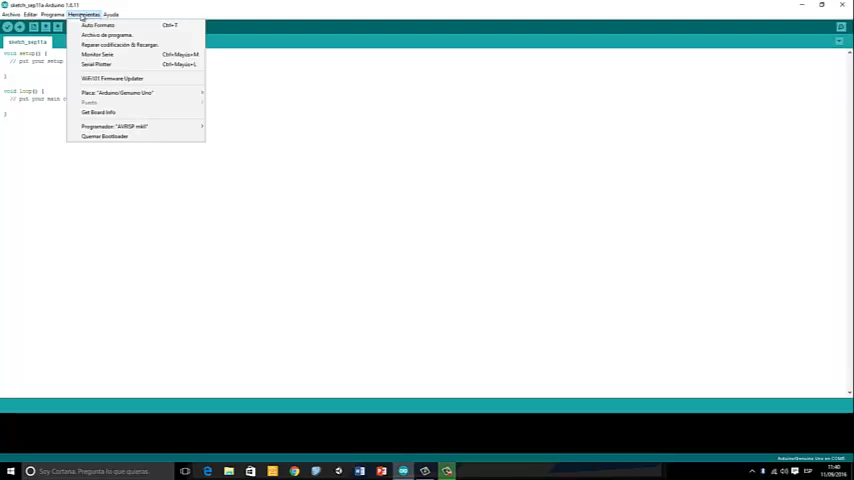 sketch_sep11a Arduino 1.6.11
Archivo Editar Programa Herramientas Ayuda
Auto Formato Ctrl+T
Archivo de programa.
Reparar codificación & Recargar.
Monitor Serie Ctrl+Mayús+M
Serial Plotter Ctrl+Mayús+L
WiFi101 Firmware Updater
Placa: "Arduino/Genuino Uno"
Puerto
Get Board Info
Programador: "AVRISP mkII"
Quemar Bootloader
sketch_sep11a
void setup() {
// put your setup
}
void loop() {
// put your main c
}
Arduino/Genuino Uno en COM5
Soy Cortana. Pregunta lo que quieras.
ESP
11:40
11/09/2016